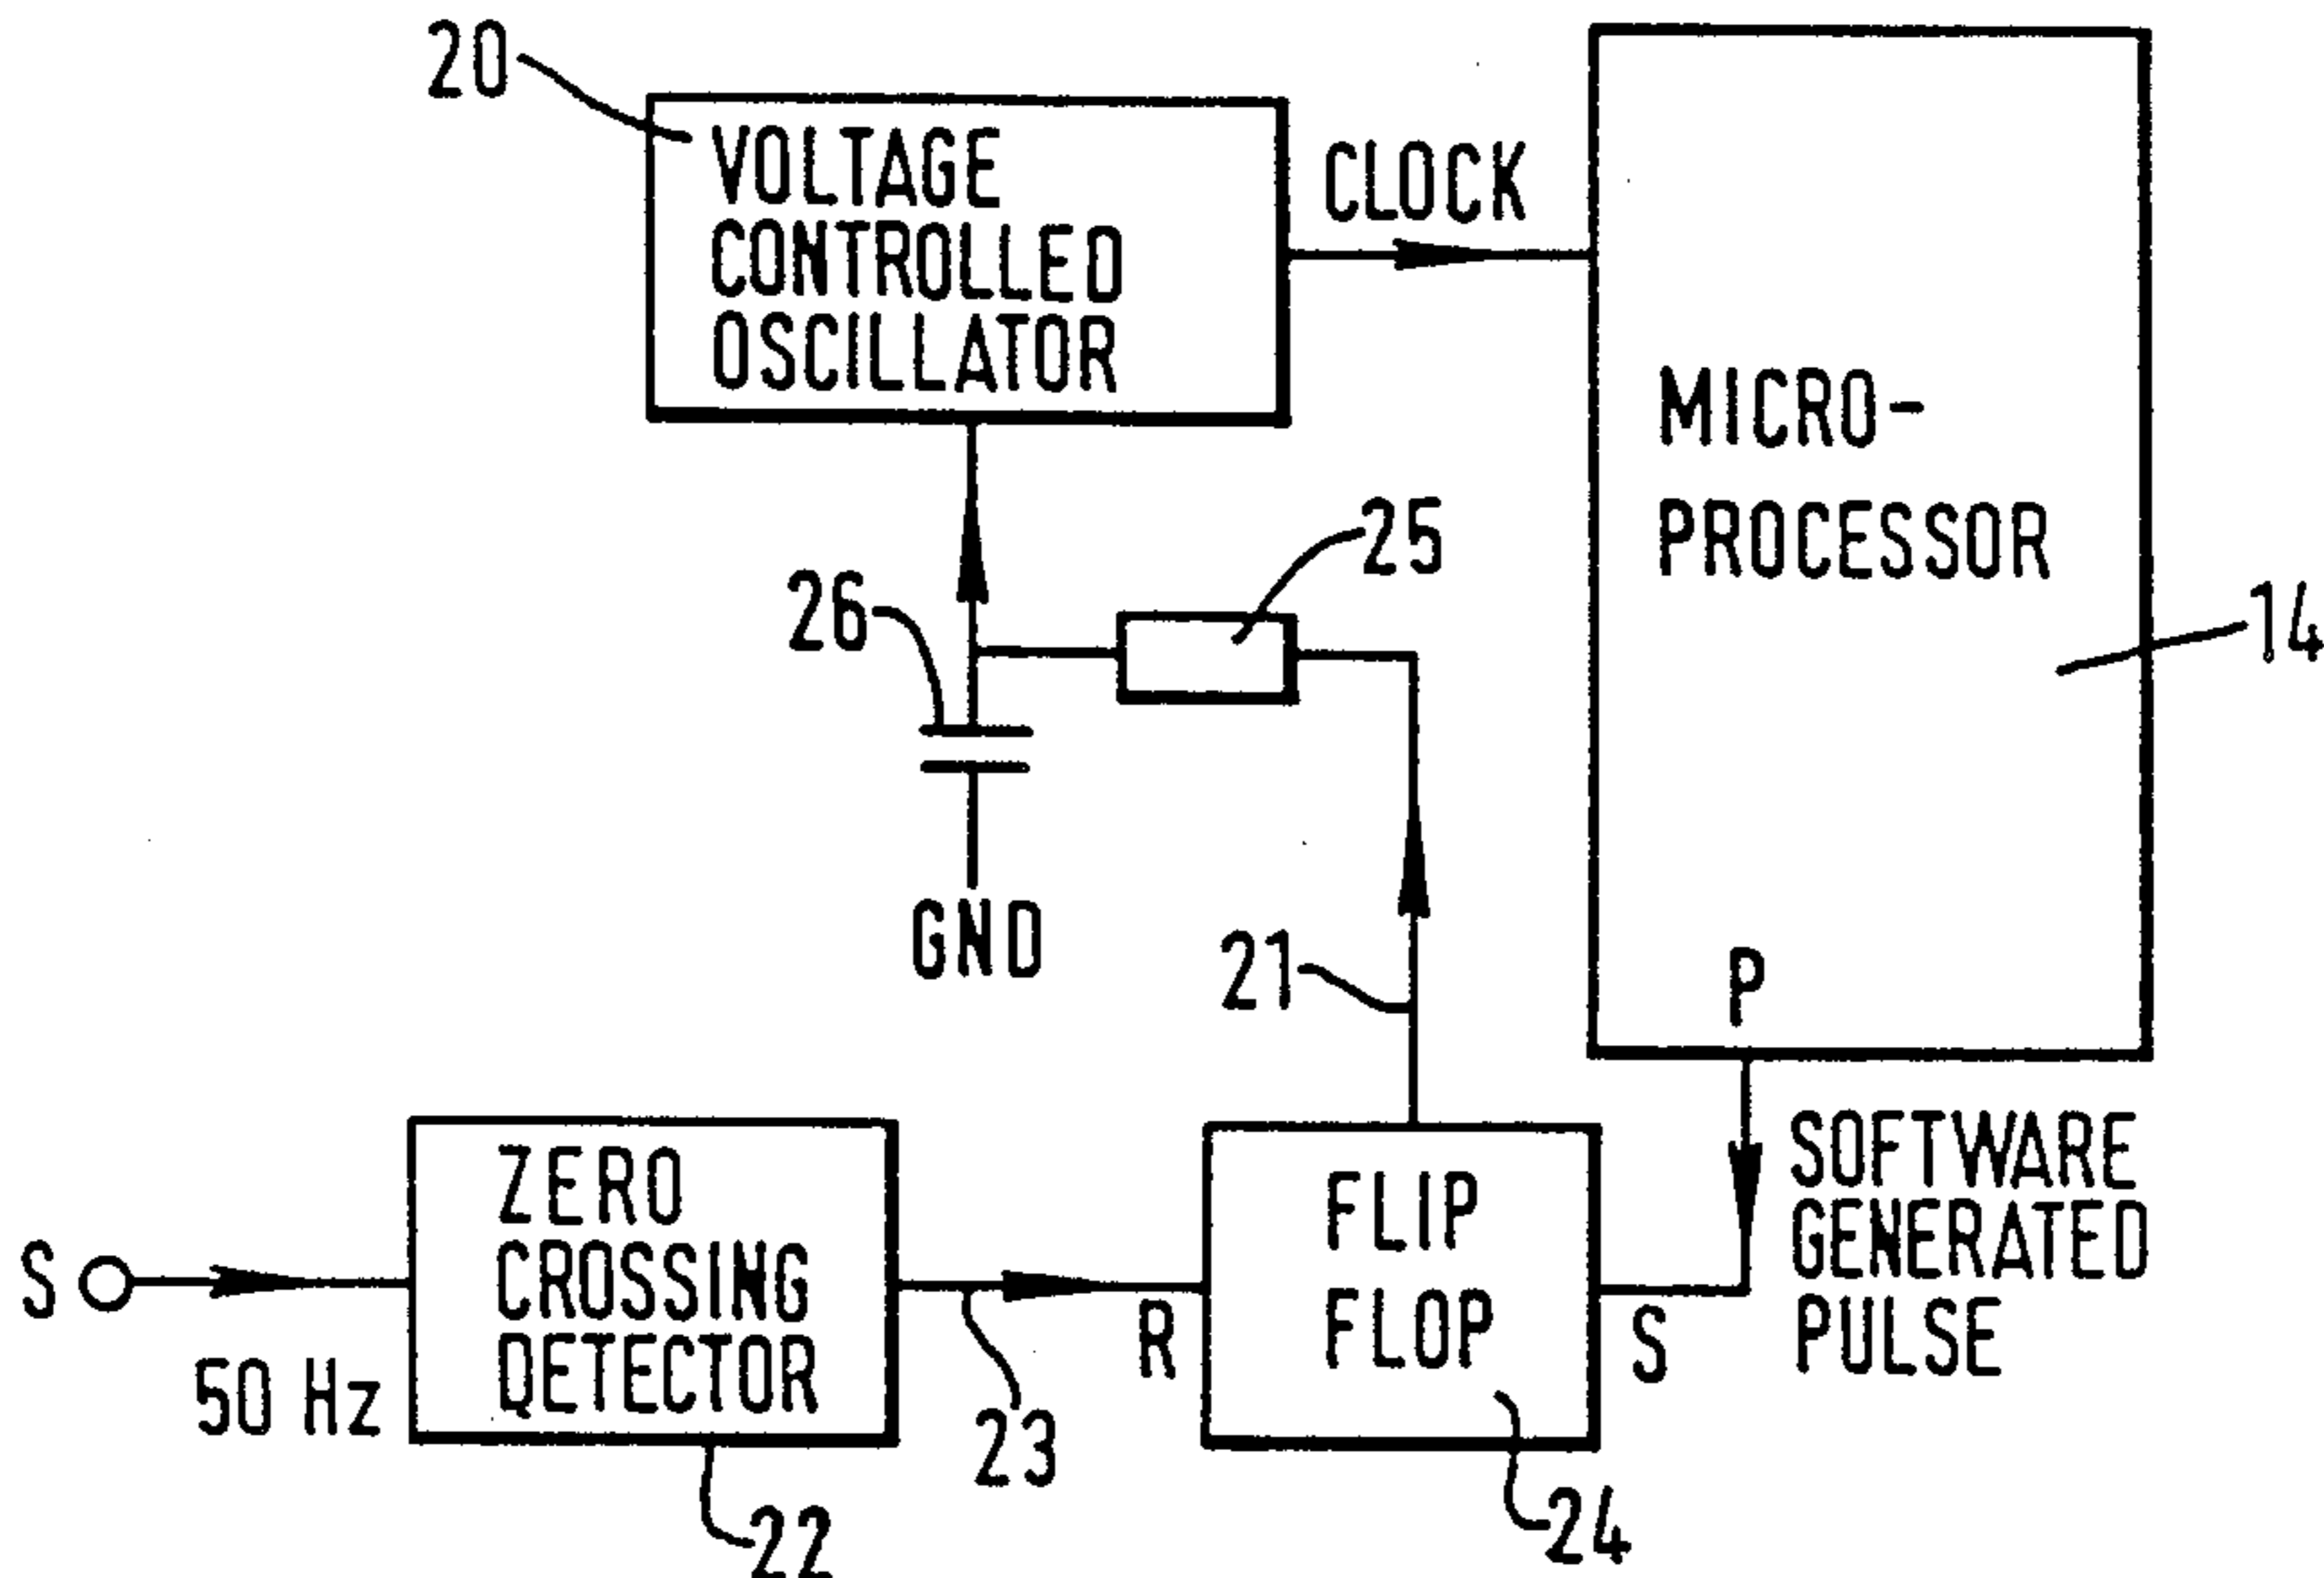 20
VOLTAGE
CONTROLLED
OSCILLATOR
CLOCK
MICRO-
PROCESSOR
14
25
26
GND
21
P
SOFTWARE
GENERATED
PULSE
S
50 Hz
ZERO
CROSSING
DETECTOR
22
23
R
FLIP
FLOP
S
24